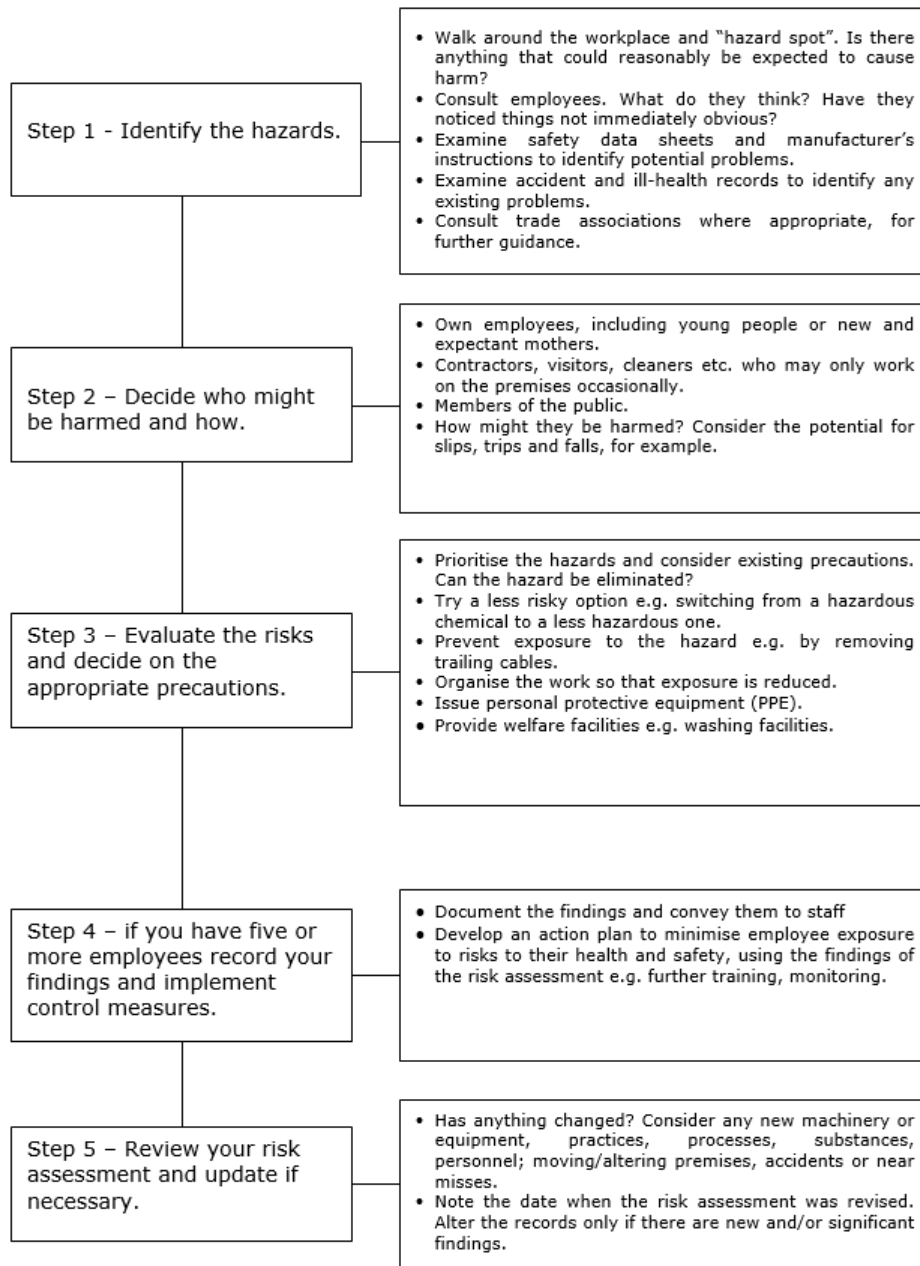 Step 1 - Identify the hazards.
• Walk around the workplace and “hazard spot”. Is there
anything that could reasonably be expected to cause
harm?
• Consult employees. What do they think? Have they
noticed things not immediately obvious?
• Examine safety data sheets and manufacturer’s
instructions to identify potential problems.
• Examine accident and ill-health records to identify any
existing problems.
• Consult trade associations where appropriate, for
further guidance.
Step 2 – Decide who might
be harmed and how.
• Own employees, including young people or new and
expectant mothers.
• Contractors, visitors, cleaners etc. who may only work
on the premises occasionally.
• Members of the public.
• How might they be harmed? Consider the potential for
slips, trips and falls, for example.
Step 3 – Evaluate the risks
and decide on the
appropriate precautions.
• Prioritise the hazards and consider existing precautions.
Can the hazard be eliminated?
• Try a less risky option e.g. switching from a hazardous
chemical to a less hazardous one.
• Prevent exposure to the hazard e.g. by removing
trailing cables.
• Organise the work so that exposure is reduced.
• Issue personal protective equipment (PPE).
• Provide welfare facilities e.g. washing facilities.
Step 4 – if you have five or
more employees record your
findings and implement
control measures.
• Document the findings and convey them to staff
• Develop an action plan to minimise employee exposure
to risks to their health and safety, using the findings of
the risk assessment e.g. further training, monitoring.
Step 5 – Review your risk
assessment and update if
necessary.
• Has anything changed? Consider any new machinery or
equipment, practices, processes, substances,
personnel; moving/altering premises, accidents or near
misses.
• Note the date when the risk assessment was revised.
Alter the records only if there are new and/or significant
findings.